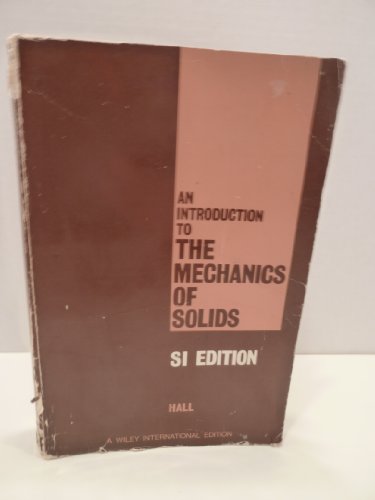 AN
INTRODUCTION
TO
THE
MECHANICS
OF
SOLIDS
SI EDITION
HALL
A WILEY INTERNATIONAL EDITION